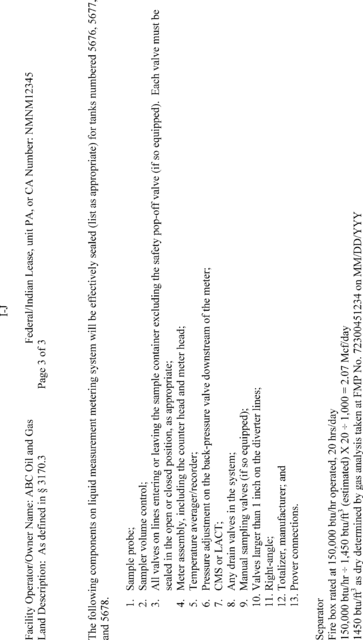 I-J
Facility Operator/Owner Name: ABC Oil and Gas Federal/Indian Lease, unit PA, or CA Number: NMNM12345
Land Description: As defined in § 3170.3 Page 3 of 3
The following components on liquid measurement metering system will be effectively sealed (list as appropriate) for tanks numbered 5676, 5677,
and 5678.
1. Sample probe;
2. Sampler volume control;
3. All valves on lines entering or leaving the sample container excluding the safety pop-off valve (if so equipped). Each valve must be
sealed in the open or closed position, as appropriate;
4. Meter assembly, including the counter head and meter head;
5. Temperature averager/recorder;
6. Pressure adjustment on the back-pressure valve downstream of the meter;
7. CMS or LACT;
8. Any drain valves in the system;
9. Manual sampling valves (if so equipped);
10. Valves larger than 1 inch on the diverter lines;
11. Right-angle;
12. Totalizer, manufacturer; and
13. Prover connections.
Separator
Fire box rated at 150,000 btu/hr operated, 20 hrs/day
150,000 btu/hr ÷ 1,450 btu/ft³ (estimated) X 20 ÷ 1,000 = 2.07 Mcf/day
1450 btu/ft³ as dry determined by gas analysis taken at FMP No. 72300451234 on MM/DD/YYY